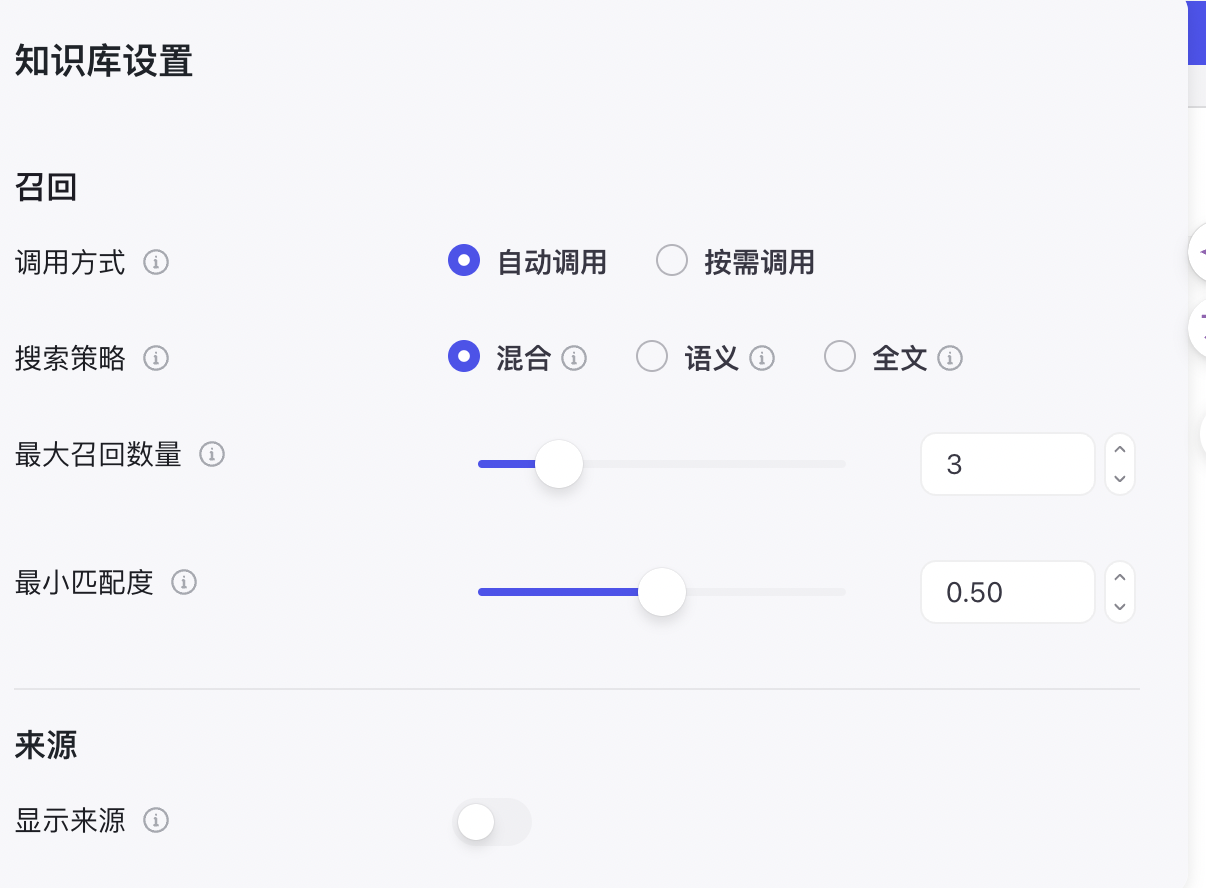 知识库设置
召回
调用方式 自动调用 按需调用
搜索策略 混合 语义 全文
最大召回数量 3
最小匹配度 0.50
来源
显示来源